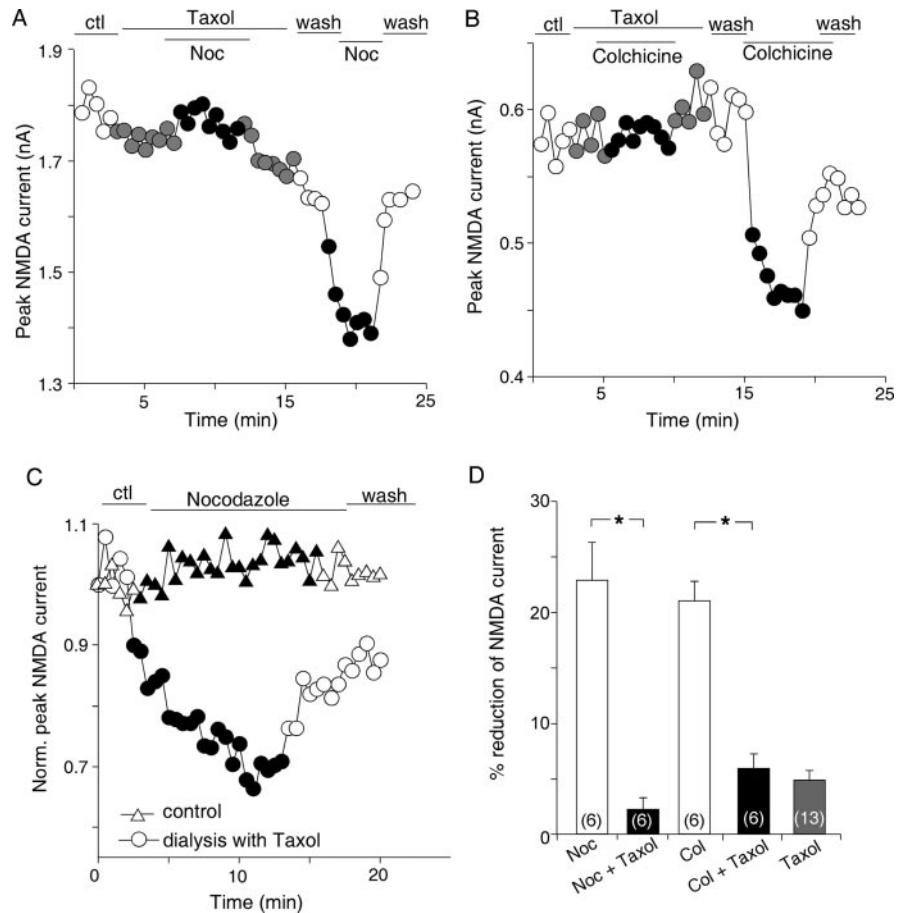 A
ctl Taxol wash wash
Noc Noc
1.9
1.7
1.5
1.3
Peak NMDA current (nA)
5 15 25
Time (min)
B
Taxol wash wash
ctl Colchicine Colchicine
0.6
0.5
0.4
Peak NMDA current (nA)
5 15 25
Time (min)
C
ctl Nocodazole wash
1.1
0.9
0.7
Norm. peak NMDA current
control
dialysis with Taxol
0 10 20
Time (min)
D
30
20
10
0
% reduction of NMDA current
* *
(6) (6) (6) (6) (13)
Noc Noc + Taxol Col Col + Taxol Taxol